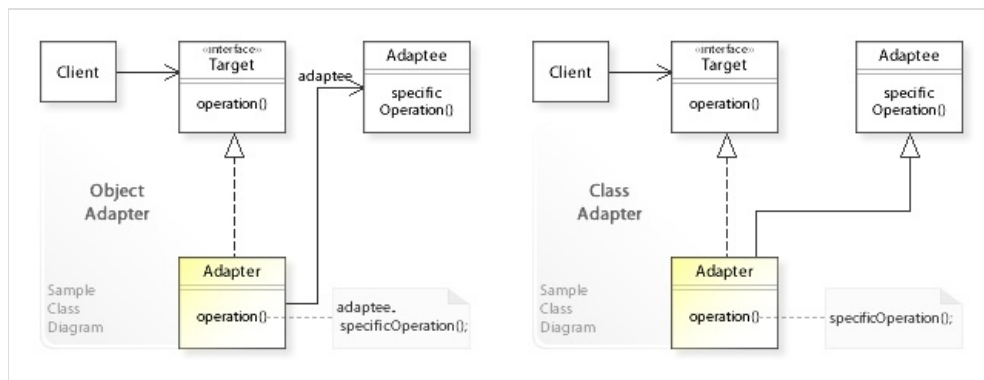 Client
«interface»
Target
operation()
adaptee
Adaptee
specific
Operation()
Object
Adapter
Adapter
operation()
adaptee.
specificOperation();
Sample
Class
Diagram
Client
«interface»
Target
operation()
Adaptee
specific
Operation()
Class
Adapter
Adapter
operation()
specificOperation();
Sample
Class
Diagram